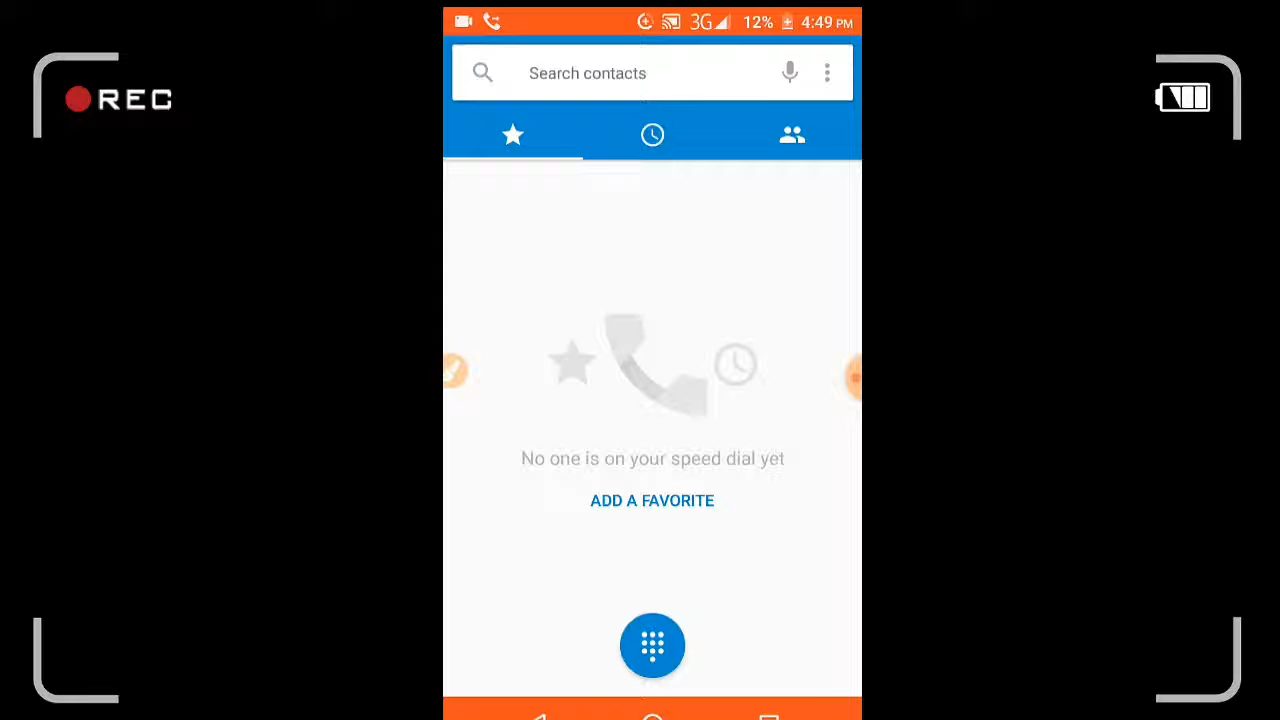 3G 12% 4:49 PM
Search contacts
REC
No one is on your speed dial yet
ADD A FAVORITE